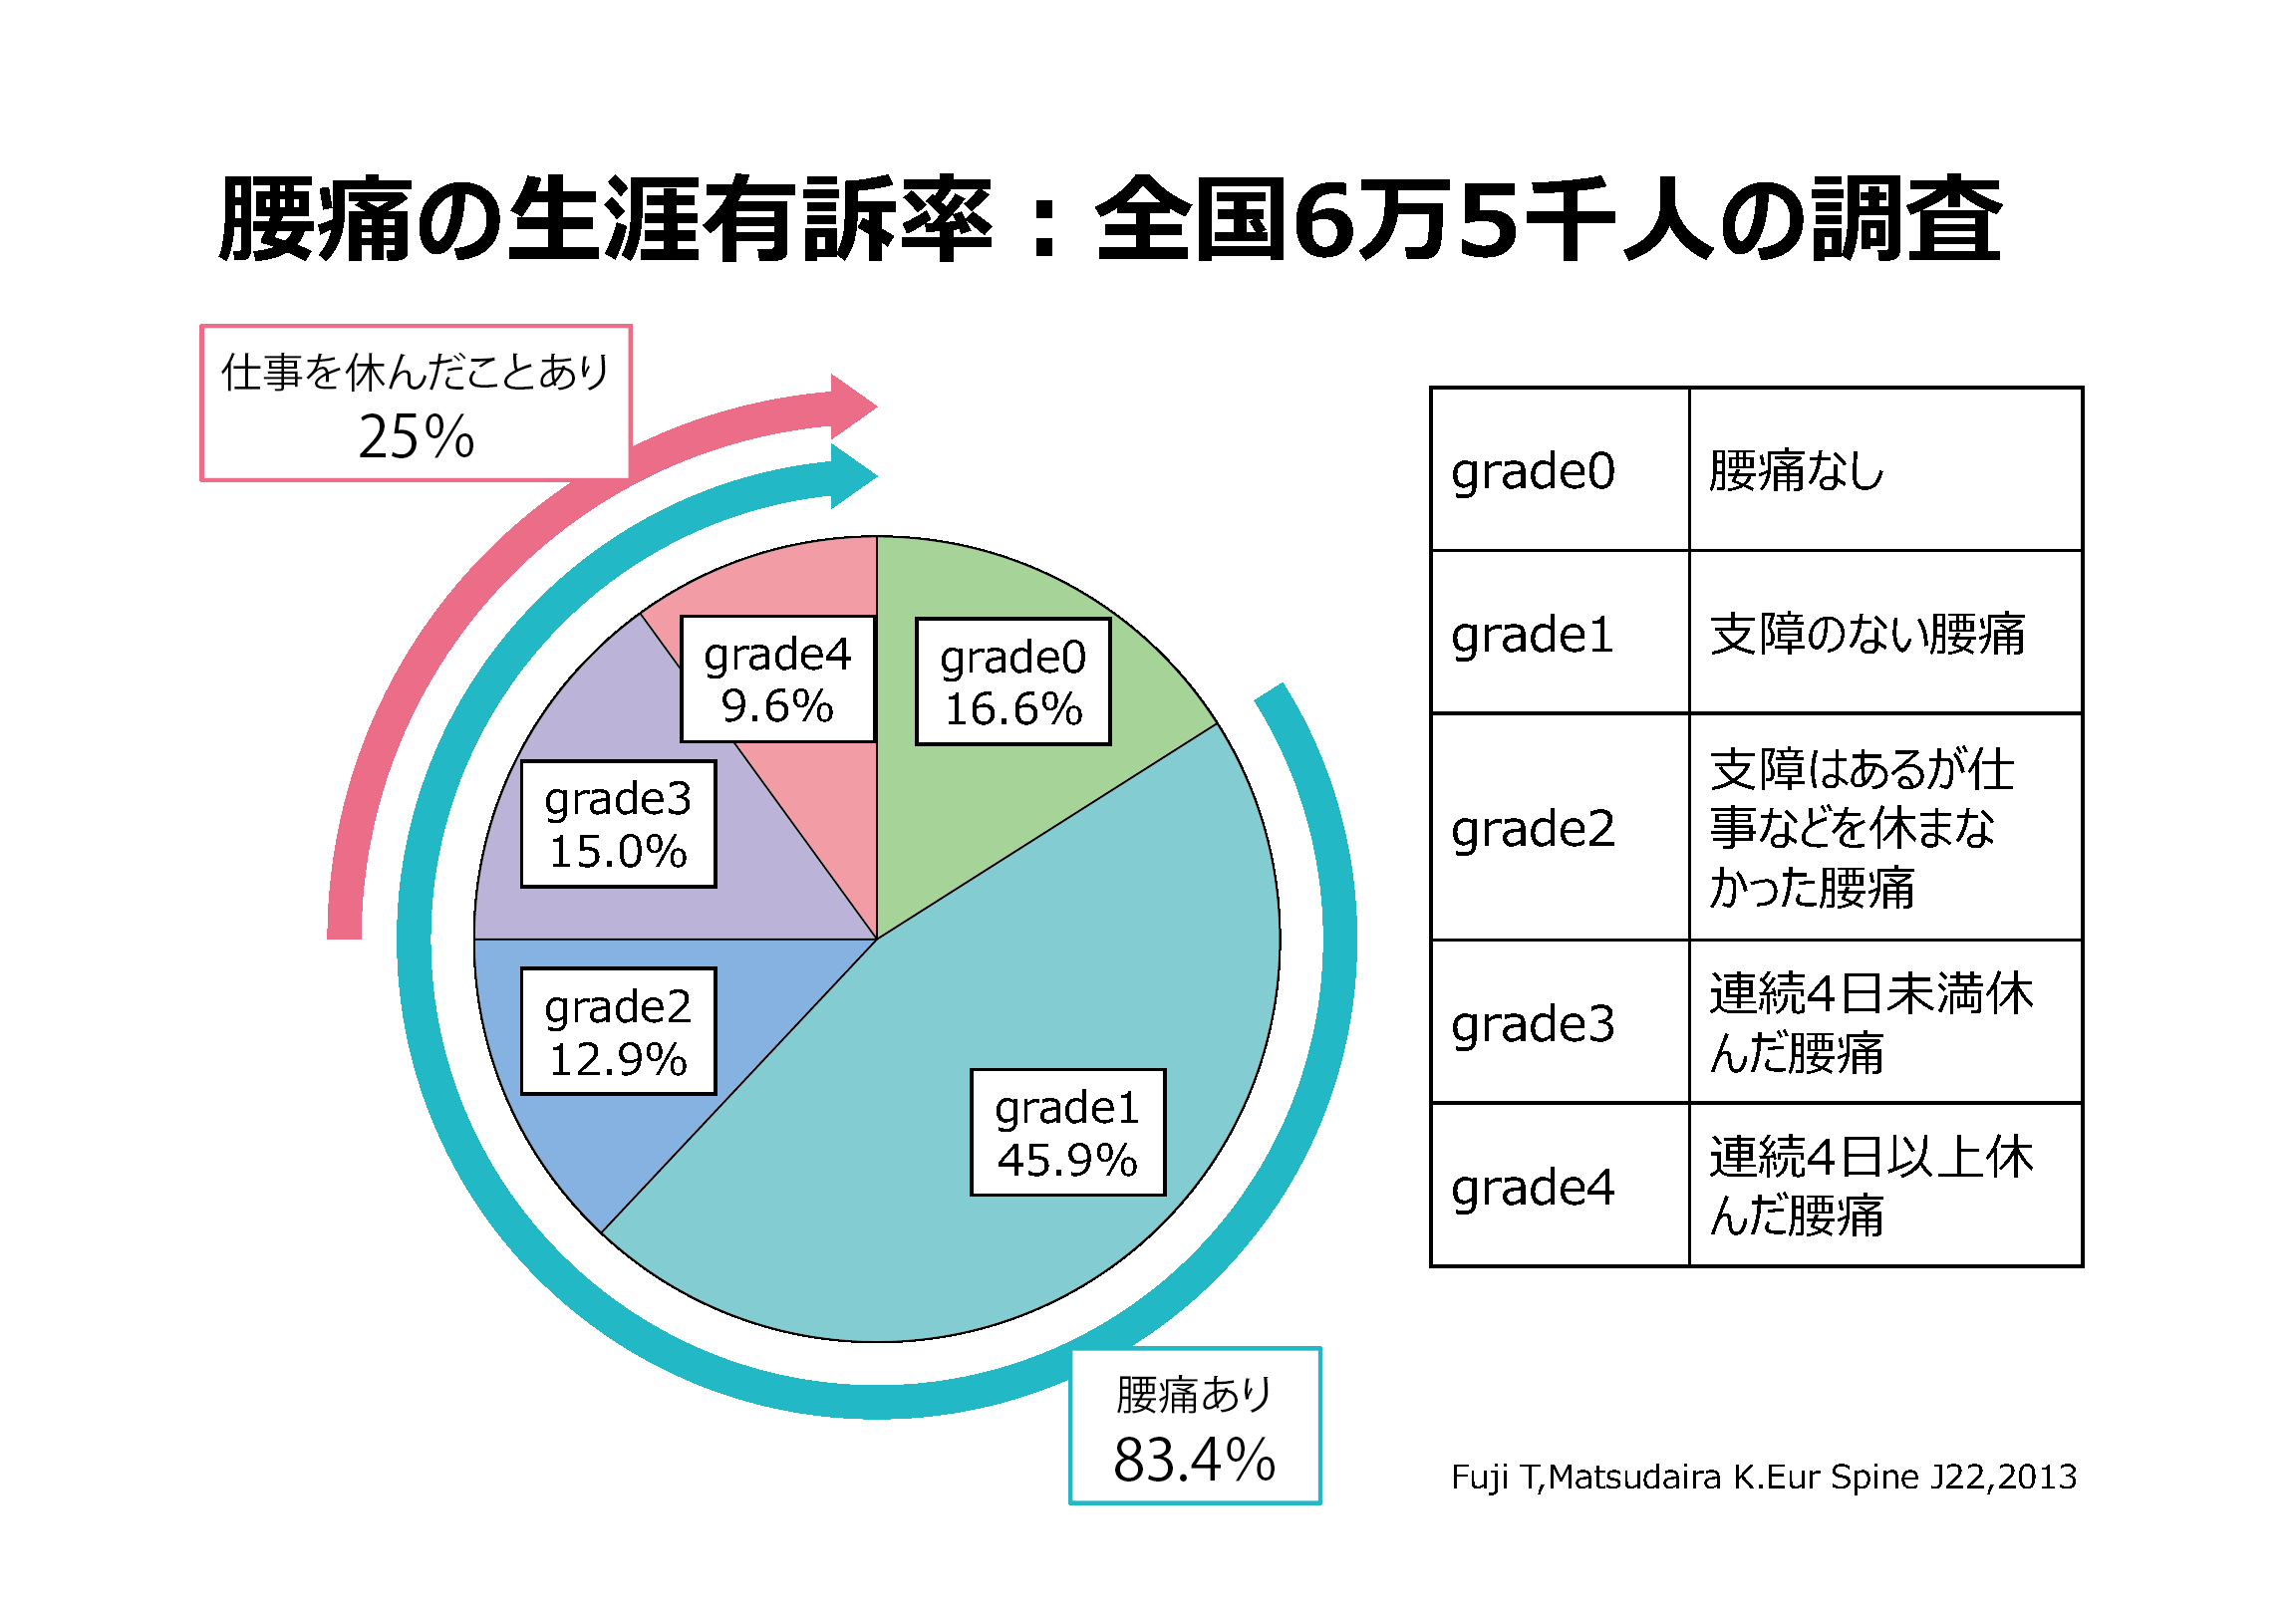 腰痛の生涯有訴率：全国6万5千人の調査
仕事を休んだことあり
25%
grade4
9.6%
grade0
16.6%
grade3
15.0%
grade2
12.9%
grade1
45.9%
腰痛あり
83.4%
grade0
腰痛なし
grade1
支障のない腰痛
grade2
支障はあるが仕
事などを休まな
かった腰痛
grade3
連続4日未満休
んだ腰痛
grade4
連続4日以上休
んだ腰痛
Fuji T,Matsudaira K.Eur Spine J22,2013